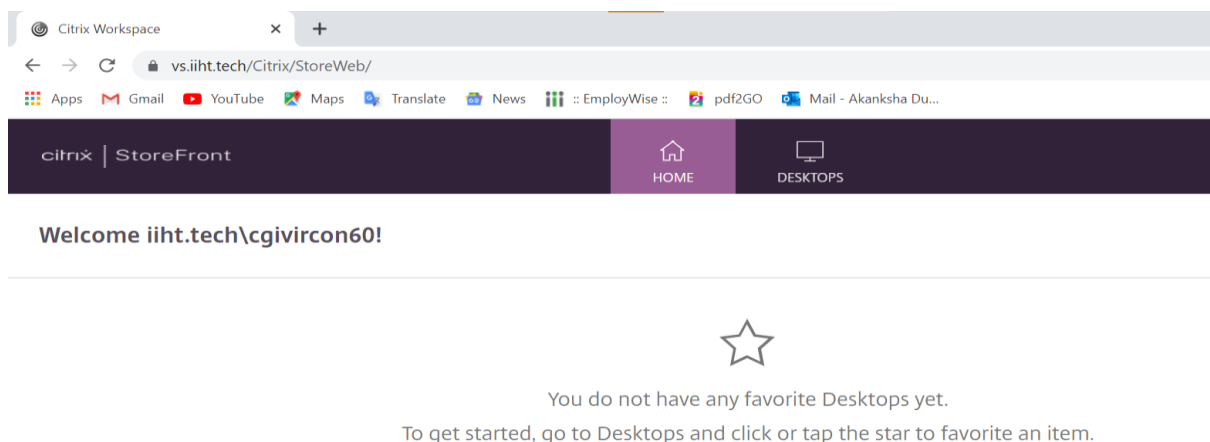 Citrix Workspace
vs.iiht.tech/Citrix/StoreWeb/
Apps Gmail YouTube Maps Translate News :: EmployWise :: pdf2GO Mail - Akanksha Du...
citrix | StoreFront
HOME
DESKTOPS
Welcome iiht.tech\cgivircon60!
You do not have any favorite Desktops yet.
To get started, go to Desktops and click or tap the star to favorite an item.